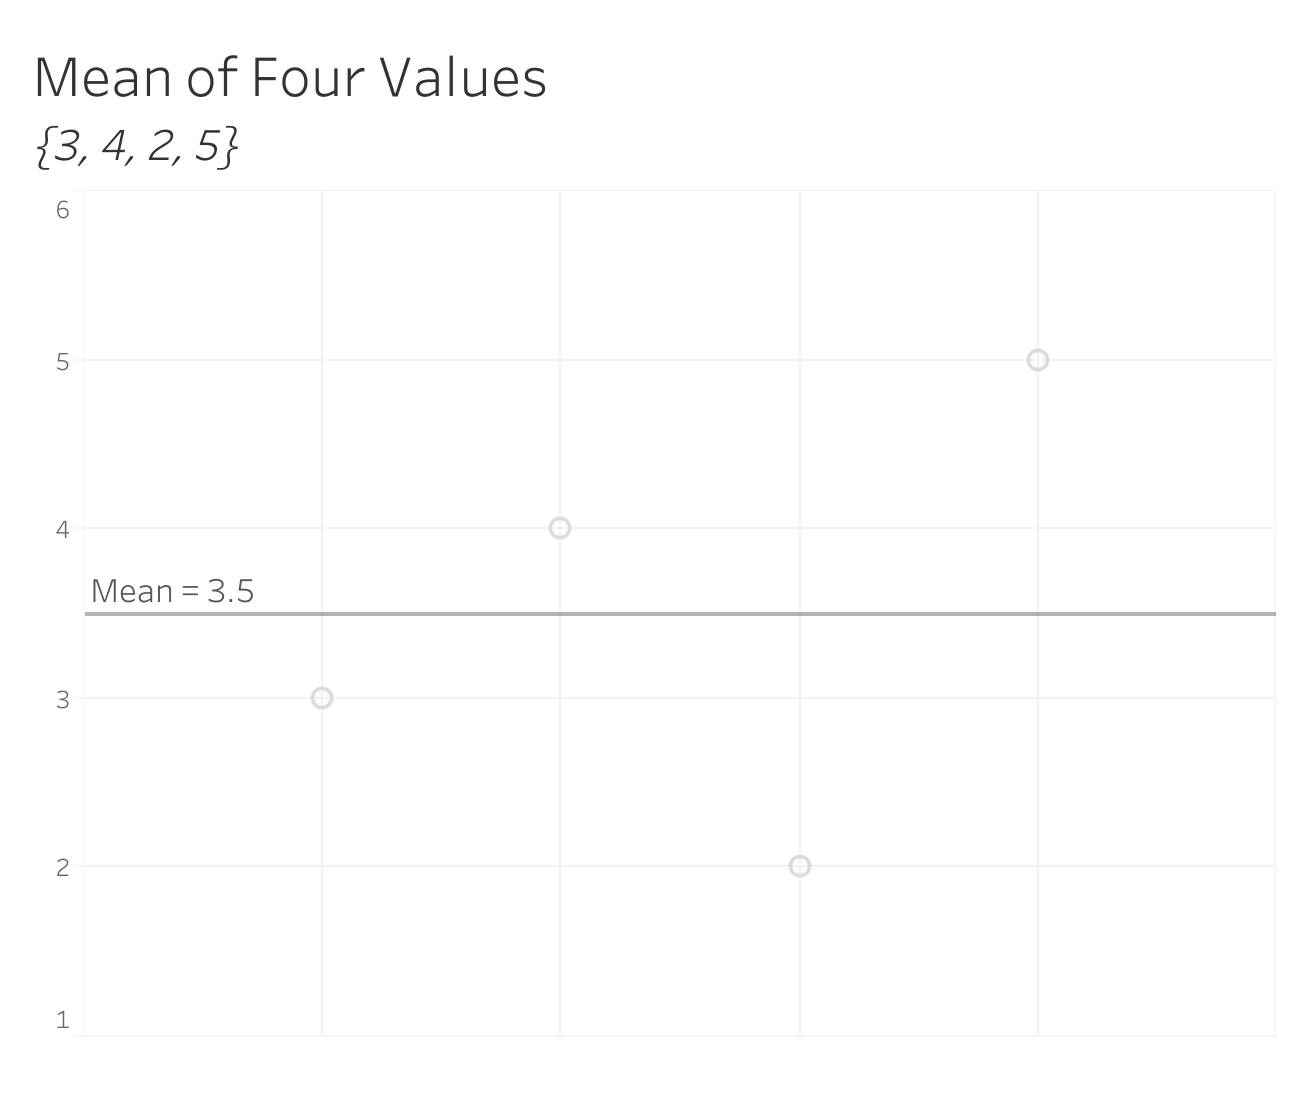 Mean of Four Values
{3, 4, 2, 5}
6
5
4
Mean = 3.5
3
2
1